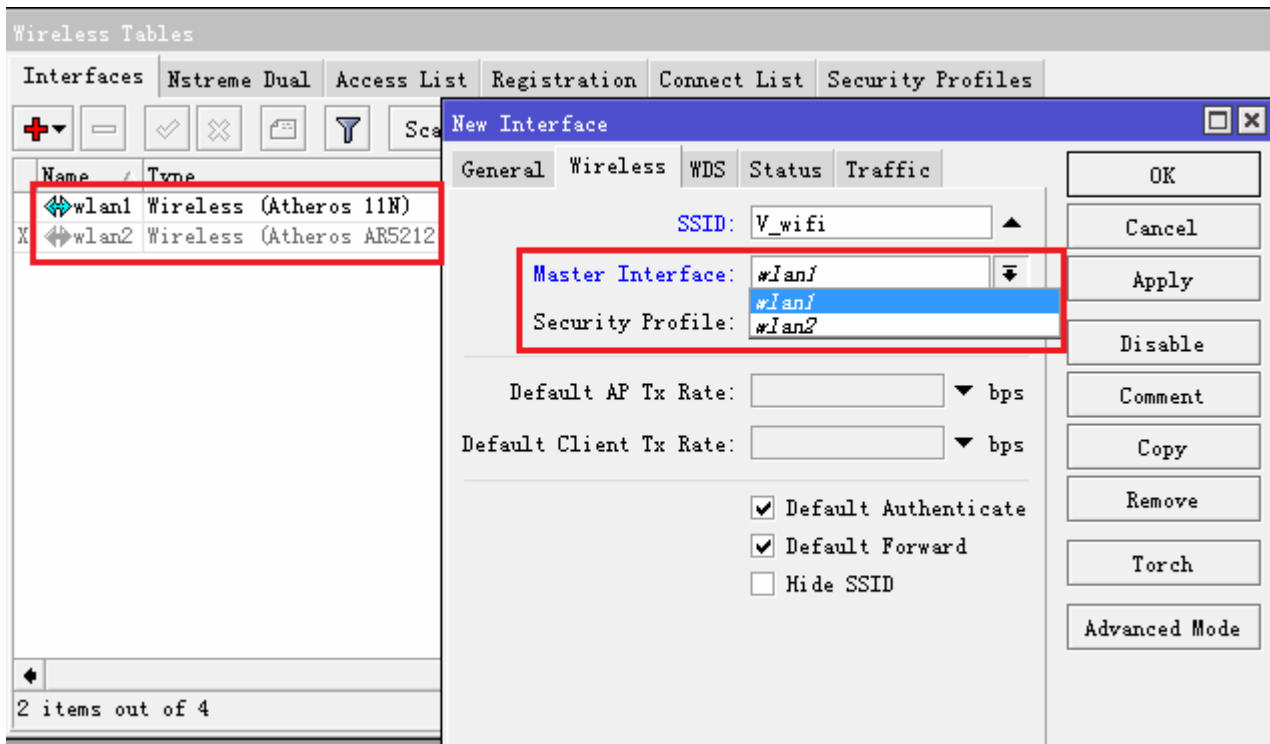 Wireless Tables
Interfaces Nstreme Dual Access List Registration Connect List Security Profiles
Name Type
wlan1 Wireless (Atheros 11N)
X wlan2 Wireless (Atheros AR5212
2 items out of 4
New Interface
General Wireless WDS Status Traffic
SSID: V_wifi
Master Interface: wlan1
wlan1
wlan2
Security Profile:
Default AP Tx Rate: bps
Default Client Tx Rate: bps
Default Authenticate
Default Forward
Hide SSID
OK
Cancel
Apply
Disable
Comment
Copy
Remove
Torch
Advanced Mode